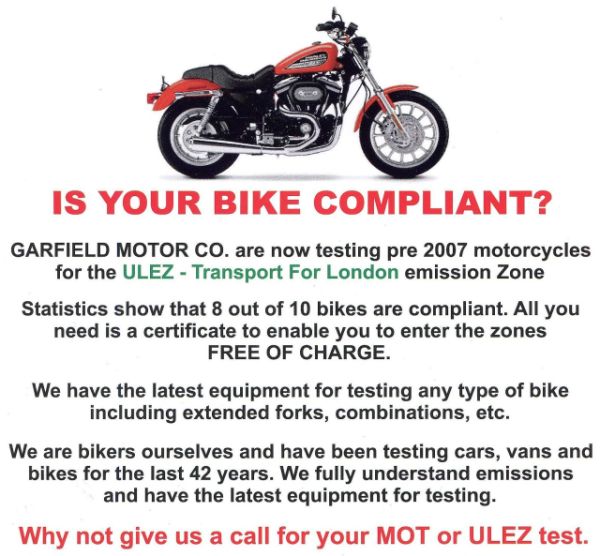 IS YOUR BIKE COMPLIANT?
GARFIELD MOTOR CO. are now testing pre 2007 motorcycles
for the ULEZ - Transport For London emission Zone
Statistics show that 8 out of 10 bikes are compliant. All you
need is a certificate to enable you to enter the zones
FREE OF CHARGE.
We have the latest equipment for testing any type of bike
including extended forks, combinations, etc.
We are bikers ourselves and have been testing cars, vans and
bikes for the last 42 years. We fully understand emissions
and have the latest equipment for testing.
Why not give us a call for your MOT or ULEZ test.